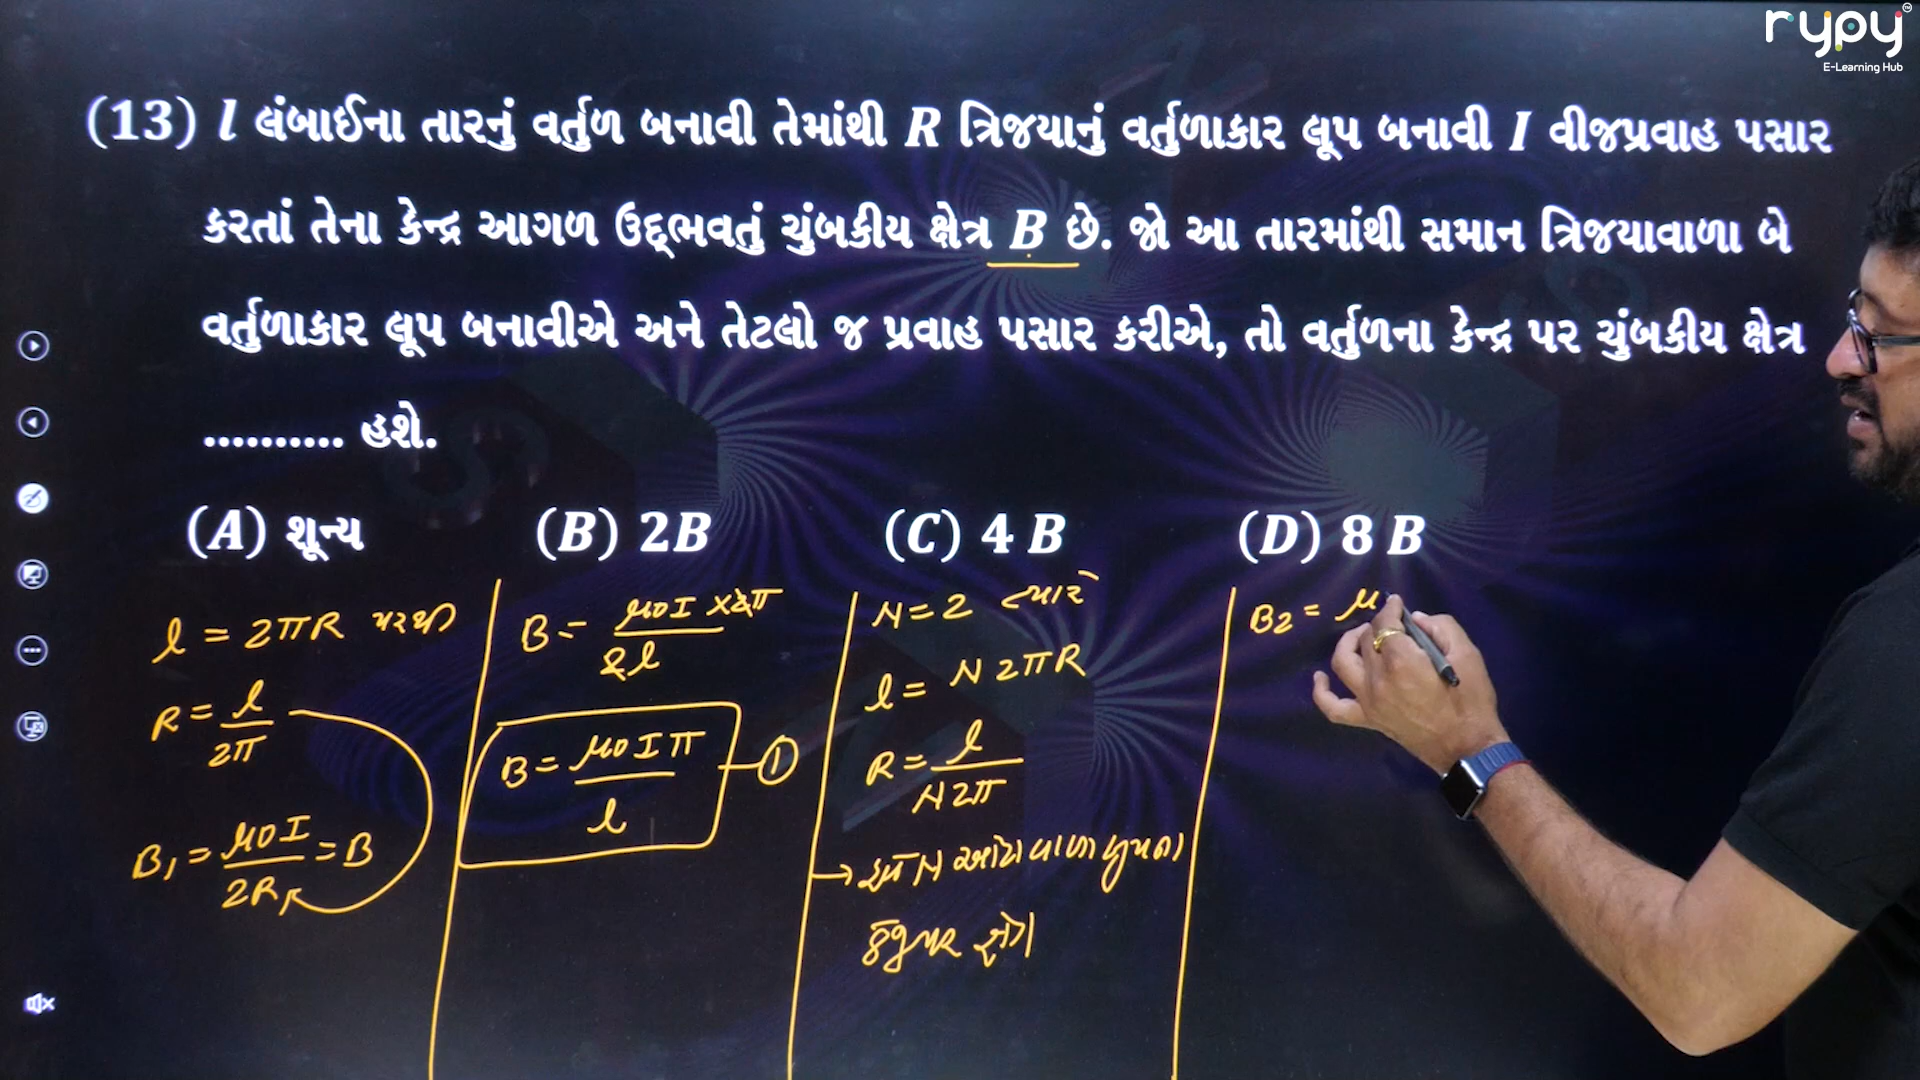 rypy
E-Learning Hub
(13) l લંબાઈના તારનું વર્તુળ બનાવી તેમાંથી R ત્રિજયાનું વર્તુળાકાર લૂપ બનાવી I વીજપ્રવાહ પસાર
કરતાં તેના કેન્દ્ર આગળ ઉદ્ભવતું ચુંબકીય ક્ષેત્ર B છે. જો આ તારમાંથી સમાન ત્રિજયાવાળા બે
વર્તુળાકાર લૂપ બનાવીએ અને તેટલો જ પ્રવાહ પસાર કરીએ, તો વર્તુળના કેન્દ્ર પર ચુંબકીય ક્ષેત્ર
.......... હશે.
(A) શૂન્ય (B) 2B (C) 4 B (D) 8 B
l = 2πR પરથી
R = l/2π
B₁ = μ0I/2R = B
B = μ0I × 2π/2l
B = μ0Iπ/l ①
N = 2 ત્યારે
l = N2πR
R = l/N2π
→ N આંટા વાળા
B₂ = μ